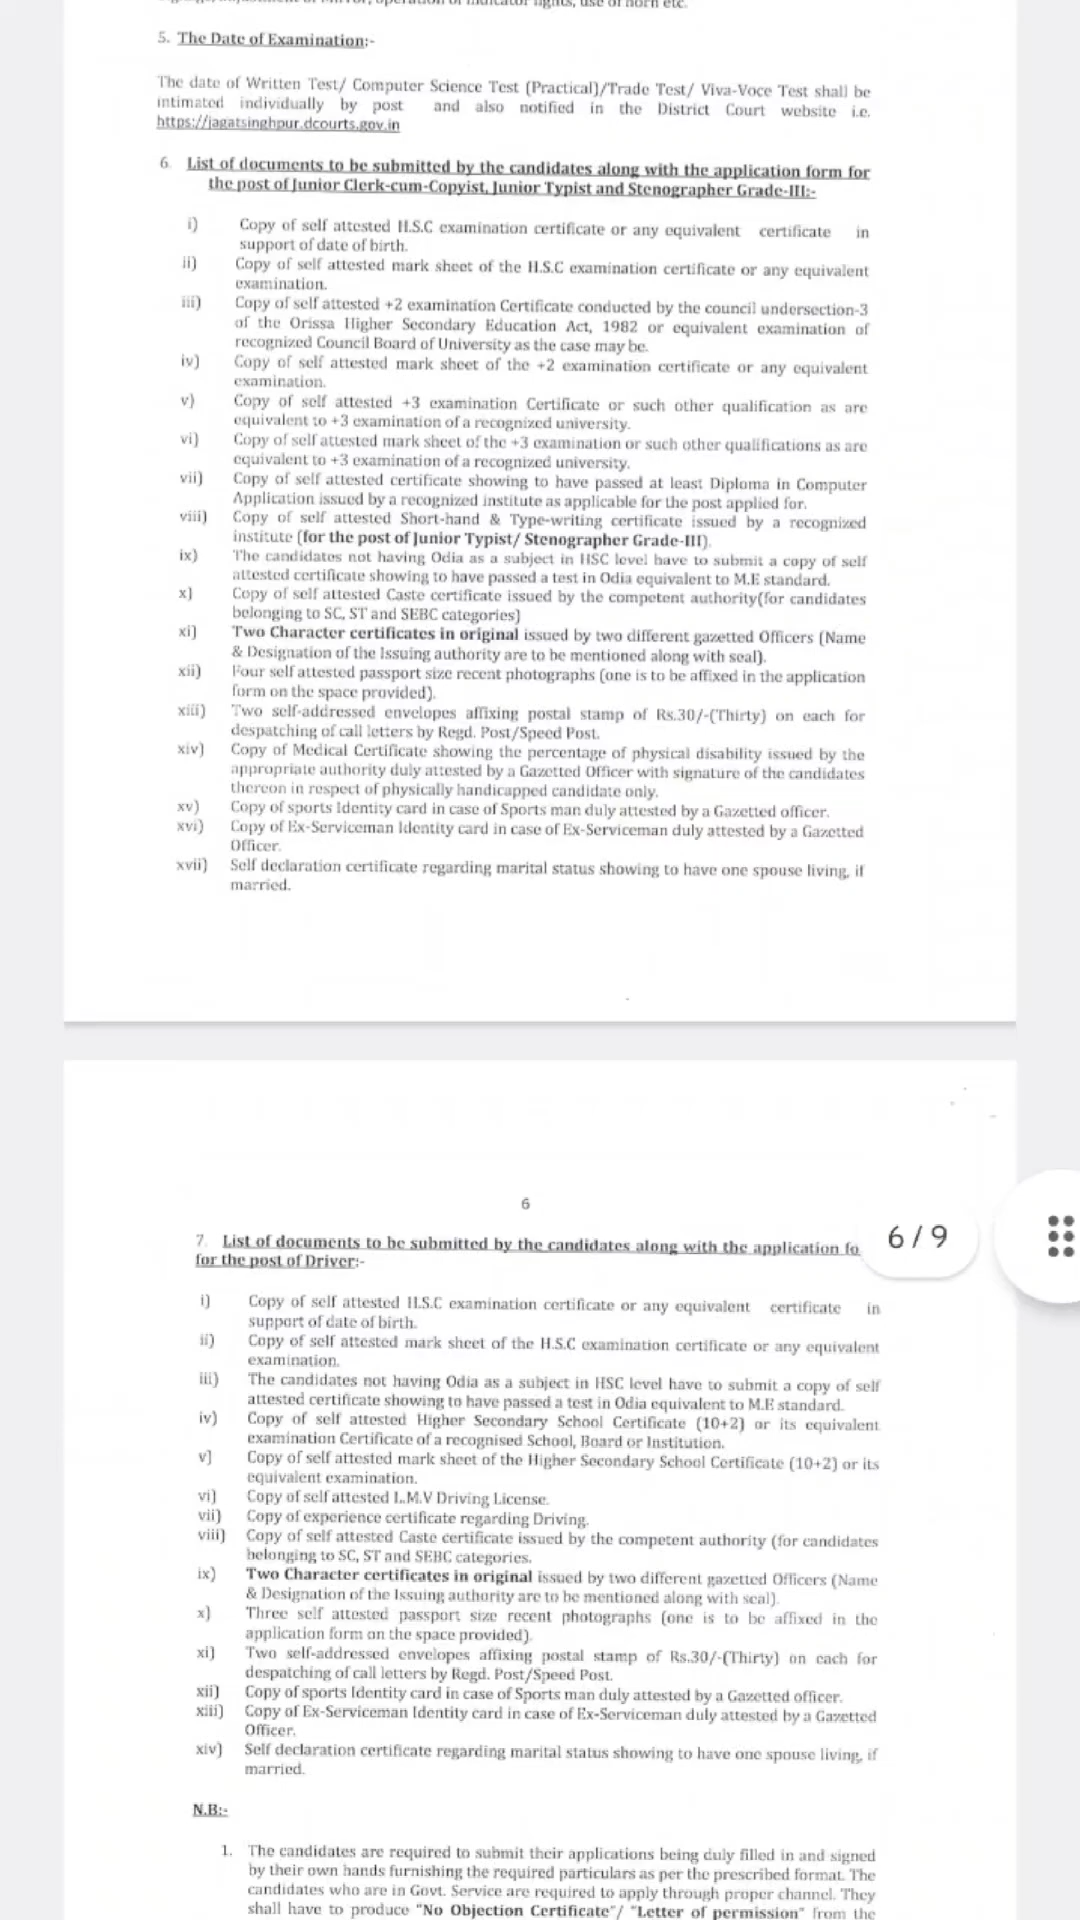 5. The Date of Examination:-
The date of Written Test/ Computer Science Test (Practical)/Trade Test/ Viva-Voce Test shall be
intimated individually by post and also notified in the District Court website i.e.
https://jagatsinghpur.dcourts.gov.in
6. List of documents to be submitted by the candidates along with the application form for
the post of Junior Clerk-cum-Copyist, Junior Typist and Stenographer Grade-III:-
i) Copy of self attested H.S.C examination certificate or any equivalent certificate in
support of date of birth.
ii) Copy of self attested mark sheet of the H.S.C examination certificate or any equivalent
examination.
iii) Copy of self attested +2 examination Certificate conducted by the council undersection-3
of the Orissa Higher Secondary Education Act, 1982 or equivalent examination of
recognized Council Board of University as the case may be.
iv) Copy of self attested mark sheet of the +2 examination certificate or any equivalent
examination.
v) Copy of self attested +3 examination Certificate or such other qualification as are
equivalent to +3 examination of a recognized university.
vi) Copy of self attested mark sheet of the +3 examination or such other qualifications as are
equivalent to +3 examination of a recognized university.
vii) Copy of self attested certificate showing to have passed at least Diploma in Computer
Application issued by a recognized institute as applicable for the post applied for.
viii) Copy of self attested Short-hand & Type-writing certificate issued by a recognized
institute (for the post of Junior Typist/ Stenographer Grade-III).
ix) The candidates not having Odia as a subject in HSC level have to submit a copy of self
attested certificate showing to have passed a test in Odia equivalent to M.E standard.
x) Copy of self attested Caste certificate issued by the competent authority(for candidates
belonging to SC, ST and SEBC categories)
xi) Two Character certificates in original issued by two different gazetted Officers (Name
& Designation of the Issuing authority are to be mentioned along with seal).
xii) Four self attested passport size recent photographs (one is to be affixed in the application
form on the space provided).
xiii) Two self-addressed envelopes affixing postal stamp of Rs.30/-(Thirty) on each for
despatching of call letters by Regd. Post/Speed Post.
xiv) Copy of Medical Certificate showing the percentage of physical disability issued by the
appropriate authority duly attested by a Gazetted Officer with signature of the candidates
thereon in respect of physically handicapped candidate only.
xv) Copy of sports Identity card in case of Sports man duly attested by a Gazetted officer.
xvi) Copy of Ex-Serviceman Identity card in case of Ex-Serviceman duly attested by a Gazetted
Officer.
xvii) Self declaration certificate regarding marital status showing to have one spouse living, if
married.
6
7. List of documents to be submitted by the candidates along with the application fo
6/9
for the post of Driver:-
i) Copy of self attested H.S.C examination certificate or any equivalent certificate in
support of date of birth.
ii) Copy of self attested mark sheet of the H.S.C examination certificate or any equivalent
examination.
iii) The candidates not having Odia as a subject in HSC level have to submit a copy of self
attested certificate showing to have passed a test in Odia equivalent to M.E standard.
iv) Copy of self attested Higher Secondary School Certificate (10+2) or its equivalent
examination Certificate of a recognised School, Board or Institution.
v) Copy of self attested mark sheet of the Higher Secondary School Certificate (10+2) or its
equivalent examination.
vi) Copy of self attested L.M.V Driving License.
vii) Copy of experience certificate regarding Driving.
viii) Copy of self attested Caste certificate issued by the competent authority (for candidates
belonging to SC, ST and SEBC categories.
ix) Two Character certificates in original issued by two different gazetted Officers (Name
& Designation of the Issuing authority are to be mentioned along with seal).
x) Three self attested passport size recent photographs (one is to be affixed in the
application form on the space provided).
xi) Two self-addressed envelopes affixing postal stamp of Rs.30/-(Thirty) on each for
despatching of call letters by Regd. Post/Speed Post.
xii) Copy of sports Identity card in case of Sports man duly attested by a Gazetted officer.
xiii) Copy of Ex-Serviceman Identity card in case of Ex-Serviceman duly attested by a Gazetted
Officer.
xiv) Self declaration certificate regarding marital status showing to have one spouse living, if
married.
N.B:-
1. The candidates are required to submit their applications being duly filled in and signed
by their own hands furnishing the required particulars as per the prescribed format. The
candidates who are in Govt. Service are required to apply through proper channel. They
shall have to produce "No Objection Certificate"/ "Letter of permission" from the